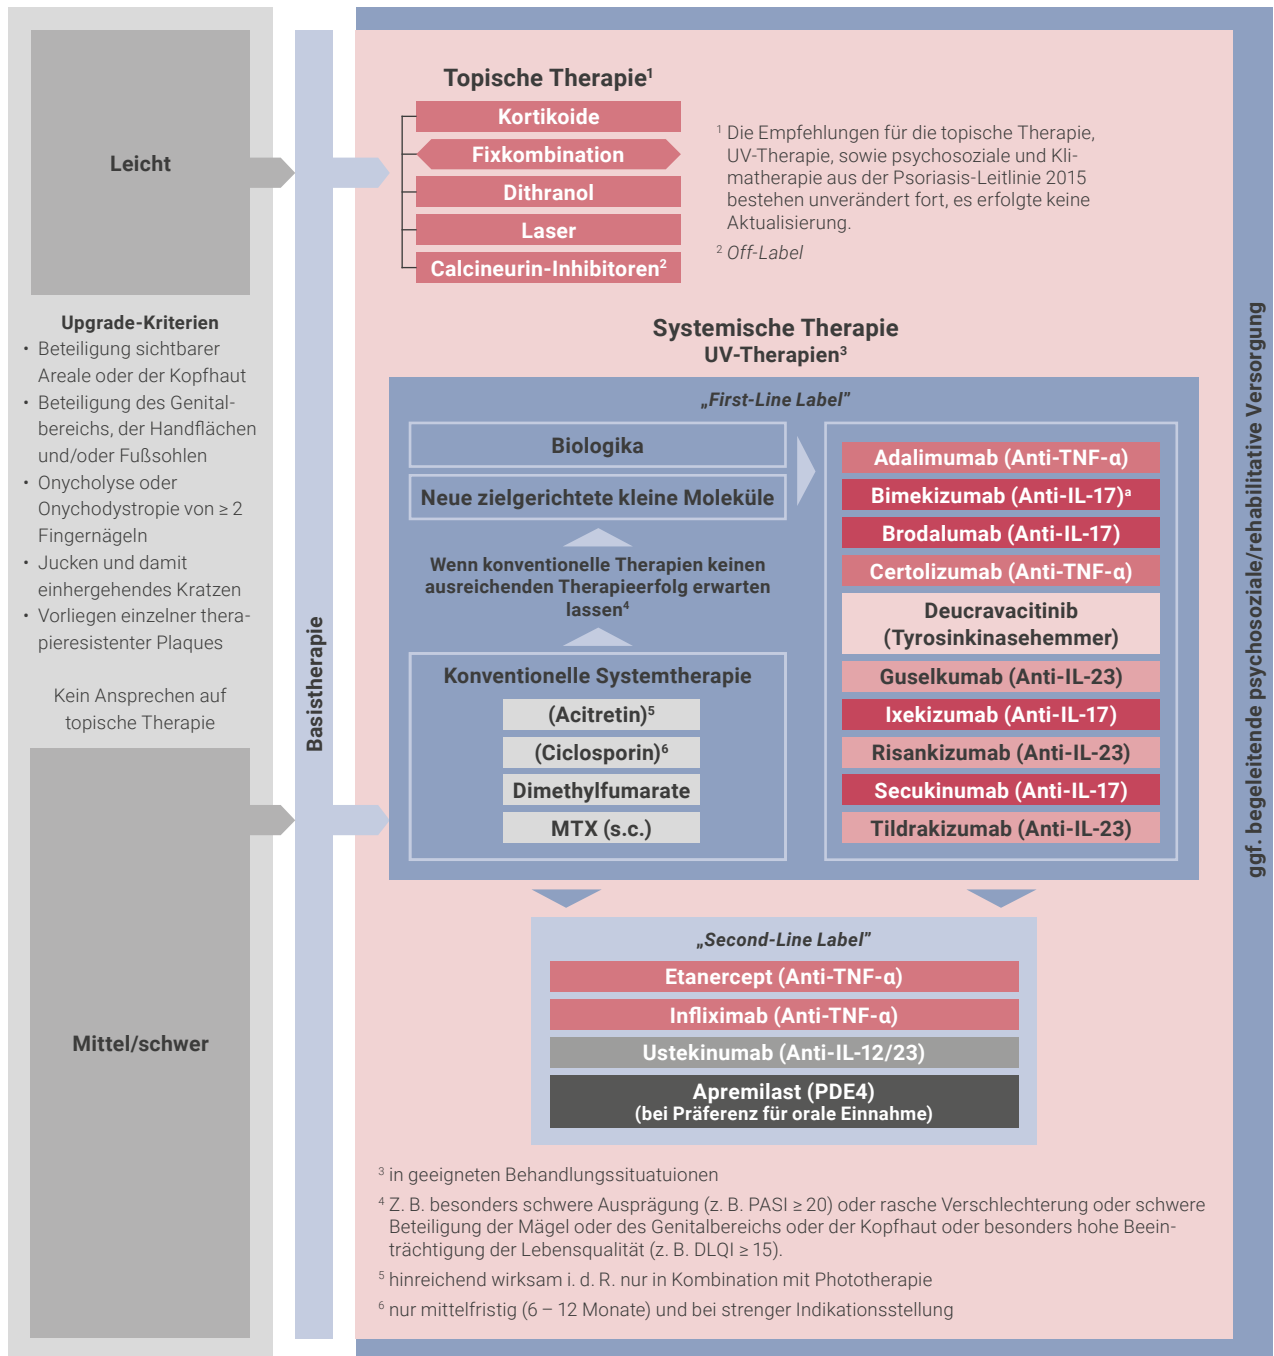 Leicht
Upgrade-Kriterien
• Beteiligung sichtbarer
Areale oder der Kopfhaut
• Beteiligung des Genital-
bereichs, der Handflächen
und/oder Fußsohlen
• Onycholyse oder
Onychodystropie von ≥ 2
Fingernägeln
• Jucken und damit
einhergehendes Kratzen
• Vorliegen einzelner thera-
pieresistenter Plaques
Kein Ansprechen auf
topische Therapie
Mittel/schwer
Basistherapie
Topische Therapie¹
Kortikoide
Fixkombination
Dithranol
Laser
Calcineurin-Inhibitoren²
¹ Die Empfehlungen für die topische Therapie,
UV-Therapie, sowie psychosoziale und Kli-
matherapie aus der Psoriasis-Leitlinie 2015
bestehen unverändert fort, es erfolgte keine
Aktualisierung.
² Off-Label
Systemische Therapie
UV-Therapien³
„First-Line Label”
Biologika
Neue zielgerichtete kleine Moleküle
Wenn konventionelle Therapien keinen
ausreichenden Therapieerfolg erwarten
lassen⁴
Konventionelle Systemtherapie
(Acitretin)⁵
(Ciclosporin)⁶
Dimethylfumarate
MTX (s.c.)
Adalimumab (Anti-TNF-α)
Bimekizumab (Anti-IL-17)ᵃ
Brodalumab (Anti-IL-17)
Certolizumab (Anti-TNF-α)
Deucravacitinib
(Tyrosinkinasehemmer)
Guselkumab (Anti-IL-23)
Ixekizumab (Anti-IL-17)
Risankizumab (Anti-IL-23)
Secukinumab (Anti-IL-17)
Tildrakizumab (Anti-IL-23)
„Second-Line Label”
Etanercept (Anti-TNF-α)
Infliximab (Anti-TNF-α)
Ustekinumab (Anti-IL-12/23)
Apremilast (PDE4)
(bei Präferenz für orale Einnahme)
³ in geeigneten Behandlungssituatuionen
⁴ Z. B. besonders schwere Ausprägung (z. B. PASI ≥ 20) oder rasche Verschlechterung oder schwere
Beteiligung der Mägel oder des Genitalbereichs oder der Kopfhaut oder besonders hohe Beein-
trächtigung der Lebensqualität (z. B. DLQI ≥ 15).
⁵ hinreichend wirksam i. d. R. nur in Kombination mit Phototherapie
⁶ nur mittelfristig (6 – 12 Monate) und bei strenger Indikationsstellung
ggf. begeleitende psychosoziale/rehabilitative Versorgung